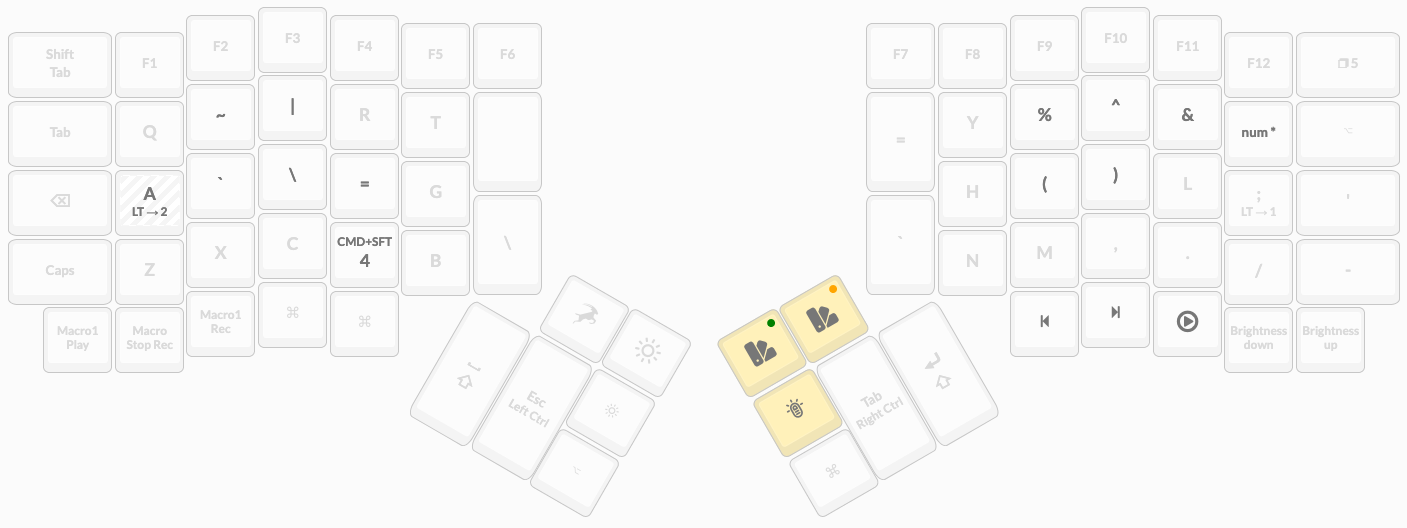 Shift
Tab
F1
F2
F3
F4
F5
F6
F7
F8
F9
F10
F11
F12
5
Tab
Q
~
|
R
T
=
Y
%
^
&
num*
A
LT→2
`
\
=
G
\
`
H
(
)
L
;
LT→1
'
Caps
Z
X
C
CMD+SFT
4
B
N
M
,
.
/
-
Macro1
Play
Macro
Stop Rec
Macro1
Rec
⌘
⌘
Brightness
down
Brightness
up
Esc
Left Ctrl
Tab
Right Ctrl
⌘